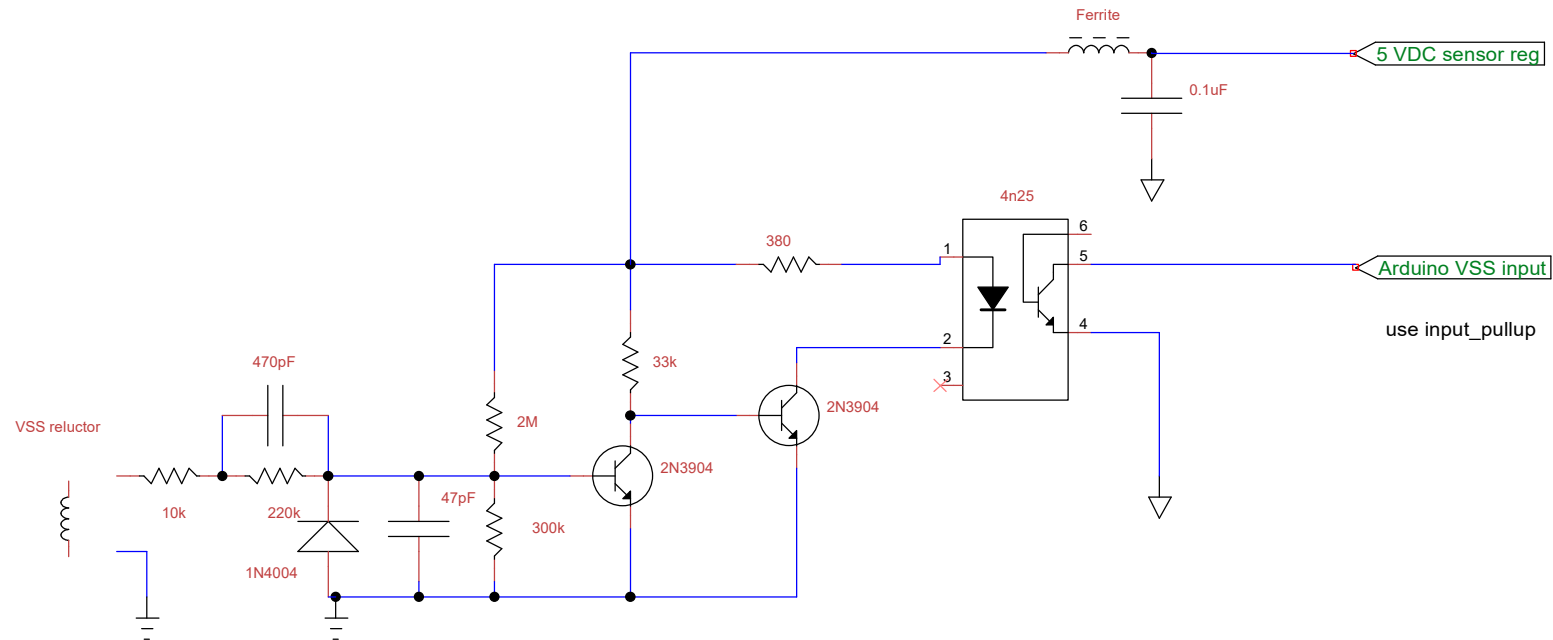 Ferrite
5 VDC sensor reg
0.1uF
4n25
6
380
1
5
Arduino VSS input
4
use input_pullup
2
33k
470pF
3
2N3904
2M
VSS reluctor
2N3904
47pF
10k
220k
300k
1N4004